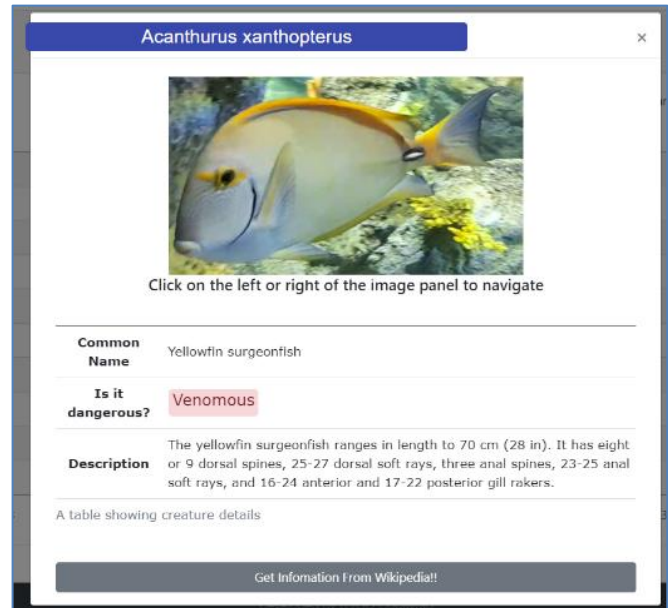 Acanthurus xanthopterus
×
Click on the left or right of the image panel to navigate
Common
Name
Yellowfin surgeonfish
Is it
dangerous?
Venomous
Description
The yellowfin surgeonfish ranges in length to 70 cm (28 in). It has eight
or 9 dorsal spines, 25-27 dorsal soft rays, three anal spines, 23-25 anal
soft rays, and 16-24 anterior and 17-22 posterior gill rakers.
A table showing creature details
Get Infomation From Wikipedia!!